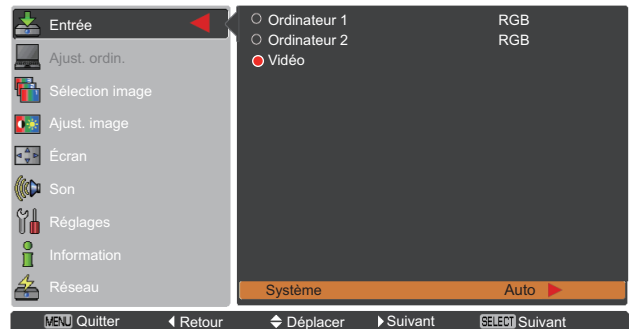 Entrée
Ajust. ordin.
Sélection image
Ajust. image
Écran
Son
Réglages
Information
Réseau
Ordinateur 1 RGB
Ordinateur 2 RGB
Vidéo
Système Auto
MENU Quitter Retour Déplacer Suivant SELECT Suivant